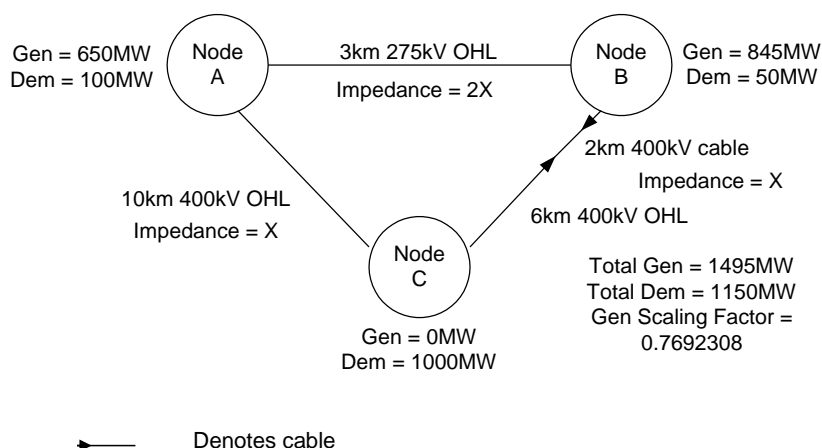 Gen = 650MW
Dem = 100MW
Node
A
3km 275kV OHL
Impedance = 2X
Node
B
Gen = 845MW
Dem = 50MW
2km 400kV cable
Impedance = X
6km 400kV OHL
10km 400kV OHL
Impedance = X
Node
C
Gen = 0MW
Dem = 1000MW
Total Gen = 1495MW
Total Dem = 1150MW
Gen Scaling Factor =
0.7692308
Denotes cable